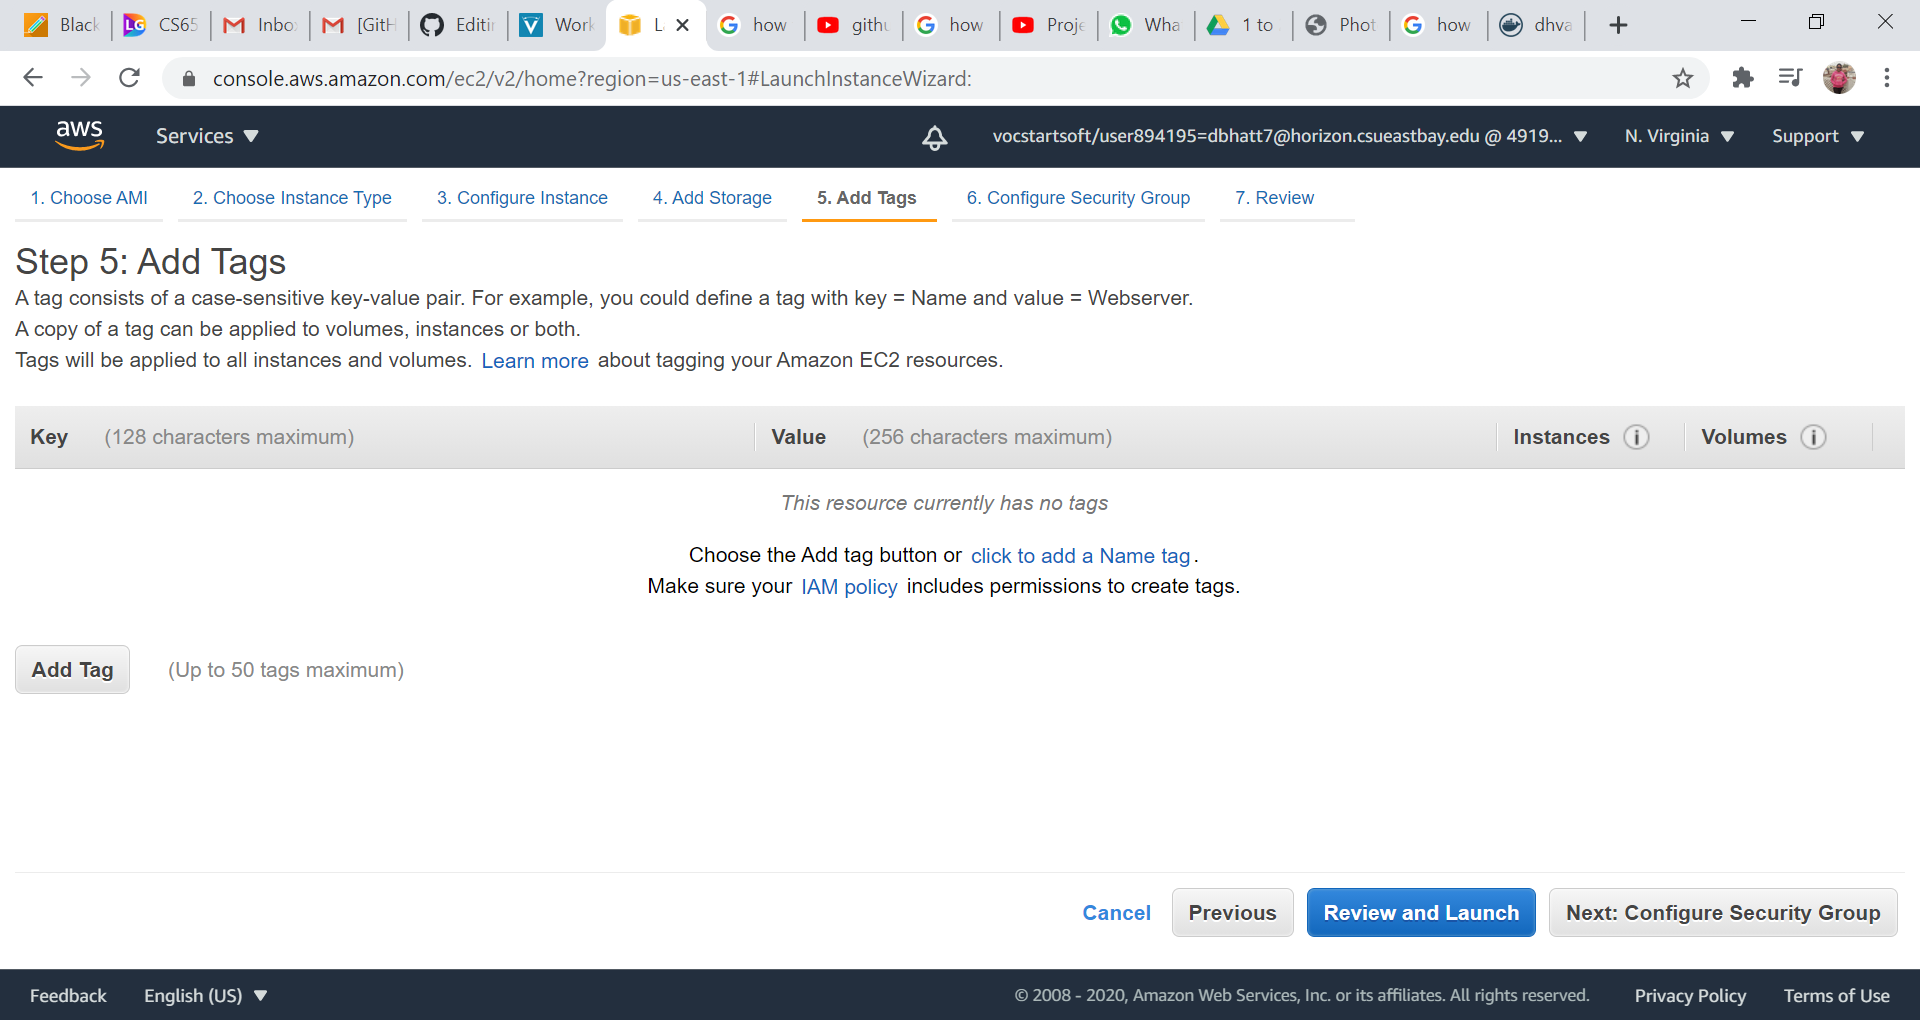 Black
CS65
Inbox
[GitH
Editin
Work
L
how
githu
how
Proje
Wha
1 to
Phot
how
dhva
console.aws.amazon.com/ec2/v2/home?region=us-east-1#LaunchInstanceWizard:
aws
Services
vocstartsoft/user894195=dbhatt7@horizon.csueastbay.edu @ 4919...
N. Virginia
Support
1. Choose AMI
2. Choose Instance Type
3. Configure Instance
4. Add Storage
5. Add Tags
6. Configure Security Group
7. Review
Step 5: Add Tags
A tag consists of a case-sensitive key-value pair. For example, you could define a tag with key = Name and value = Webserver.
A copy of a tag can be applied to volumes, instances or both.
Tags will be applied to all instances and volumes. Learn more about tagging your Amazon EC2 resources.
Key (128 characters maximum)
Value (256 characters maximum)
Instances
Volumes
This resource currently has no tags
Choose the Add tag button or click to add a Name tag.
Make sure your IAM policy includes permissions to create tags.
Add Tag
(Up to 50 tags maximum)
Cancel
Previous
Review and Launch
Next: Configure Security Group
Feedback
English (US)
© 2008 - 2020, Amazon Web Services, Inc. or its affiliates. All rights reserved.
Privacy Policy
Terms of Use